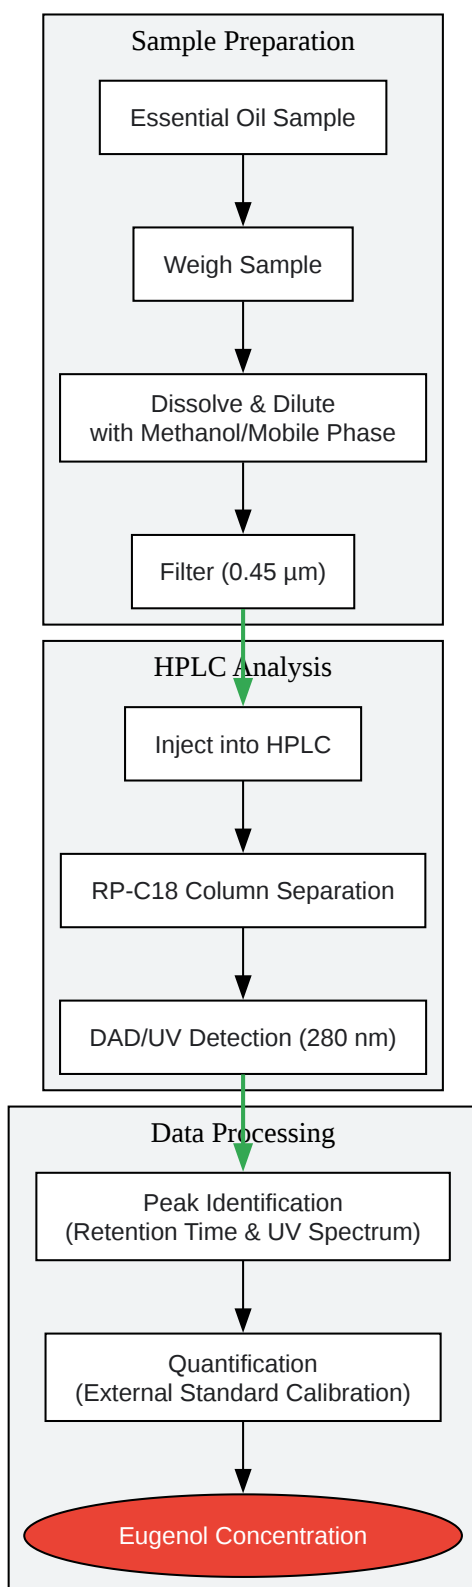 Sample Preparation
Essential Oil Sample
Weigh Sample
Dissolve & Dilute
with Methanol/Mobile Phase
Filter (0.45 µm)
HPLC Analysis
Inject into HPLC
RP-C18 Column Separation
DAD/UV Detection (280 nm)
Data Processing
Peak Identification
(Retention Time & UV Spectrum)
Quantification
(External Standard Calibration)
Eugenol Concentration